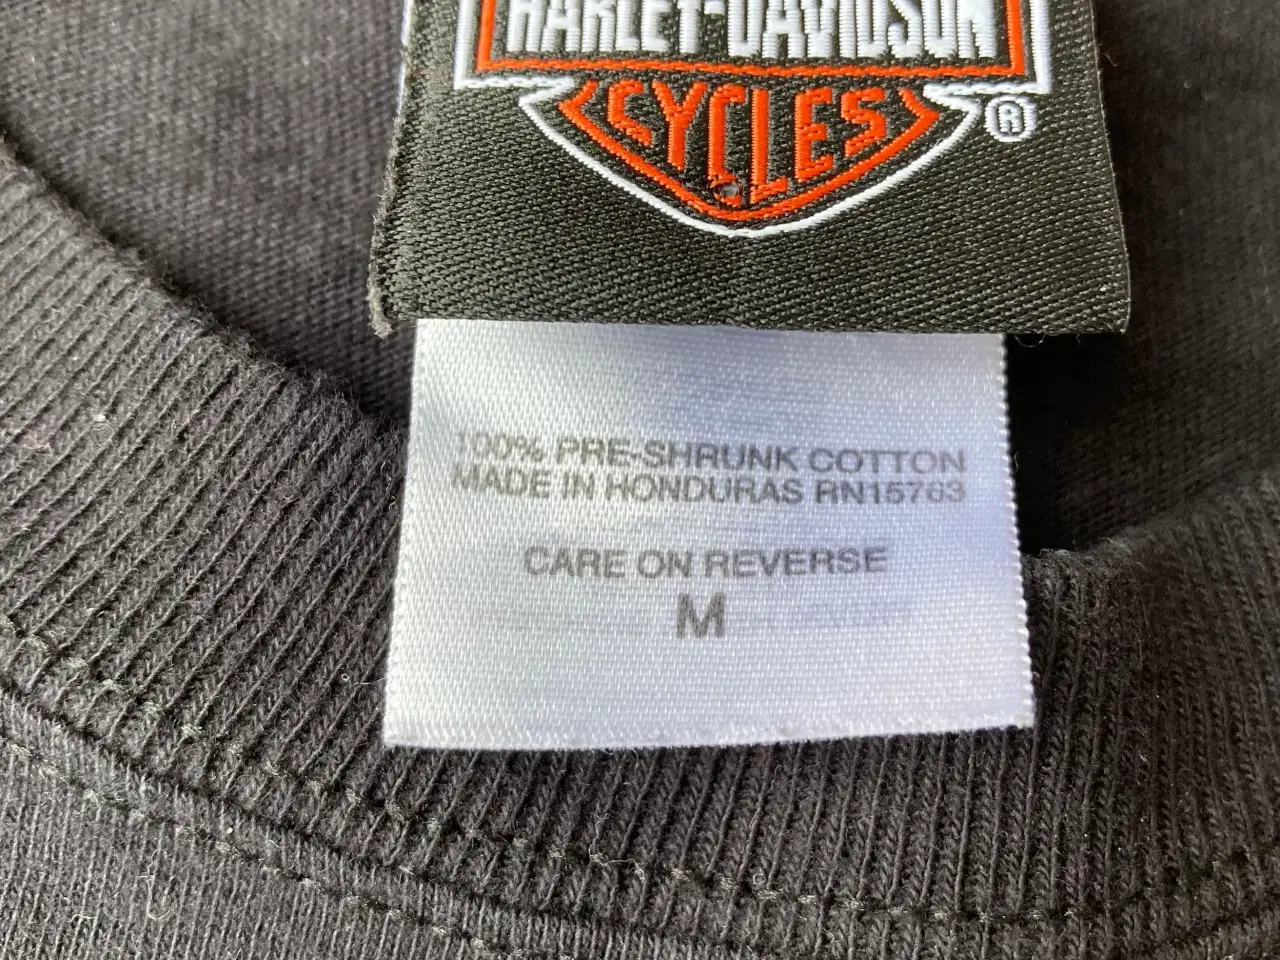 HARLEY-DAVIDSON
CYCLES
®
100% PRE-SHRUNK COTTON
MADE IN HONDURAS RN15763
CARE ON REVERSE
M